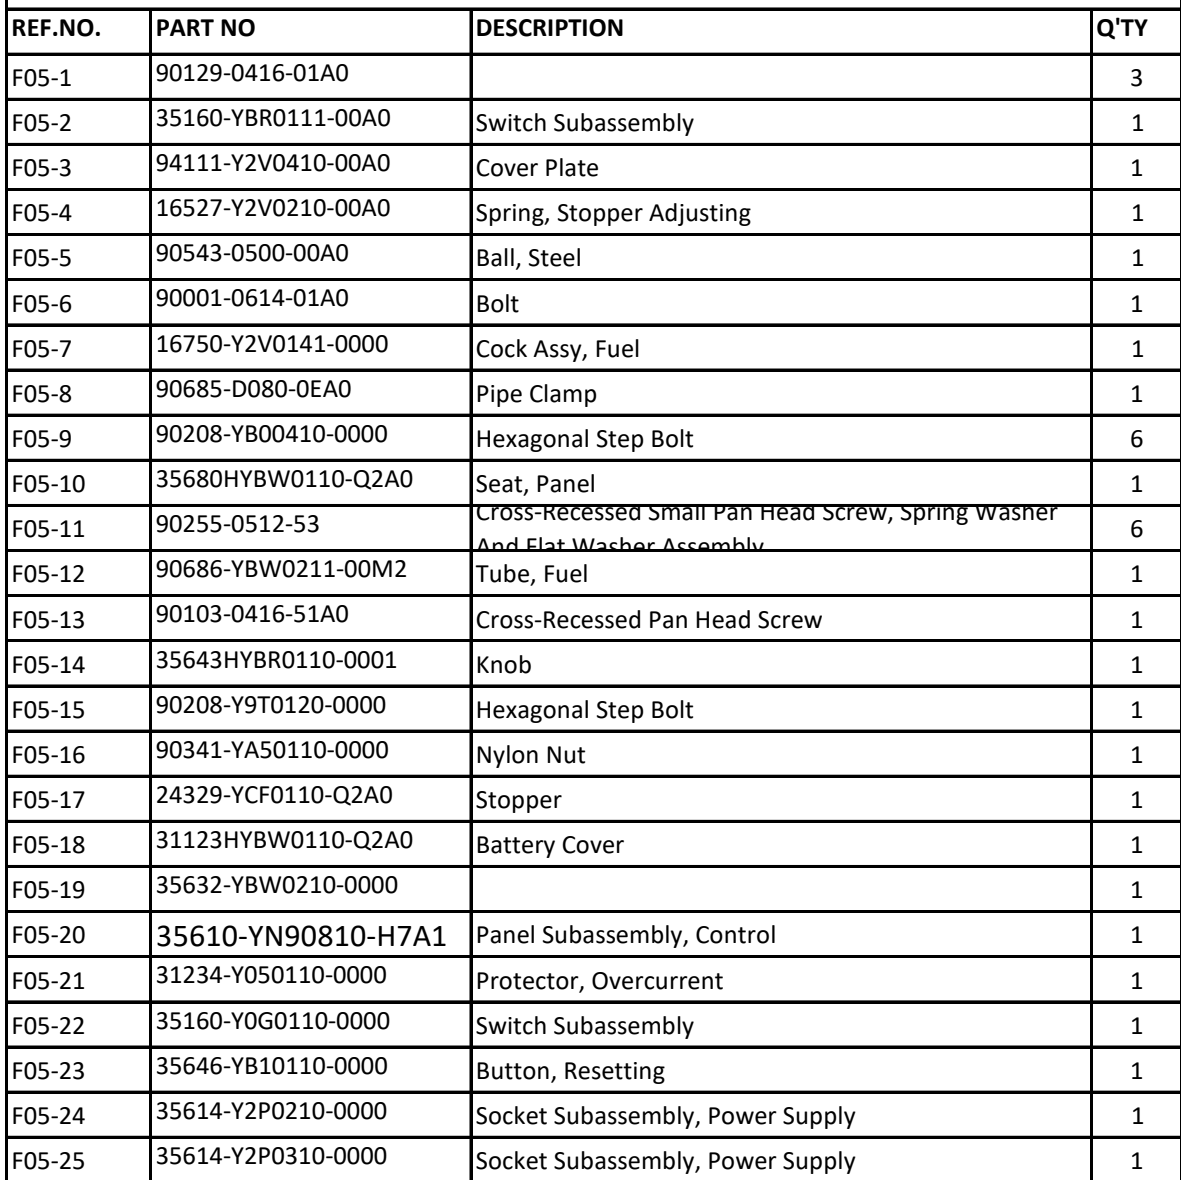 REF.NO. PART NO DESCRIPTION Q'TY
F05-1 90129-0416-01A0 3
F05-2 35160-YBR0111-00A0 Switch Subassembly 1
F05-3 94111-Y2V0410-00A0 Cover Plate 1
F05-4 16527-Y2V0210-00A0 Spring, Stopper Adjusting 1
F05-5 90543-0500-00A0 Ball, Steel 1
F05-6 90001-0614-01A0 Bolt 1
F05-7 16750-Y2V0141-0000 Cock Assy, Fuel 1
F05-8 90685-D080-0EA0 Pipe Clamp 1
F05-9 90208-YB00410-0000 Hexagonal Step Bolt 6
F05-10 35680HYBW0110-Q2A0 Seat, Panel 1
F05-11 90255-0512-53 Cross-Recessed Small Pan Head Screw, Spring Washer 6
And Flat Washer Assembly
F05-12 90686-YBW0211-00M2 Tube, Fuel 1
F05-13 90103-0416-51A0 Cross-Recessed Pan Head Screw 1
F05-14 35643HYBR0110-0001 Knob 1
F05-15 90208-Y9T0120-0000 Hexagonal Step Bolt 1
F05-16 90341-YA50110-0000 Nylon Nut 1
F05-17 24329-YCF0110-Q2A0 Stopper 1
F05-18 31123HYBW0110-Q2A0 Battery Cover 1
F05-19 35632-YBW0210-0000 1
F05-20 35610-YN90810-H7A1 Panel Subassembly, Control 1
F05-21 31234-Y050110-0000 Protector, Overcurrent 1
F05-22 35160-Y0G0110-0000 Switch Subassembly 1
F05-23 35646-YB10110-0000 Button, Resetting 1
F05-24 35614-Y2P0210-0000 Socket Subassembly, Power Supply 1
F05-25 35614-Y2P0310-0000 Socket Subassembly, Power Supply 1